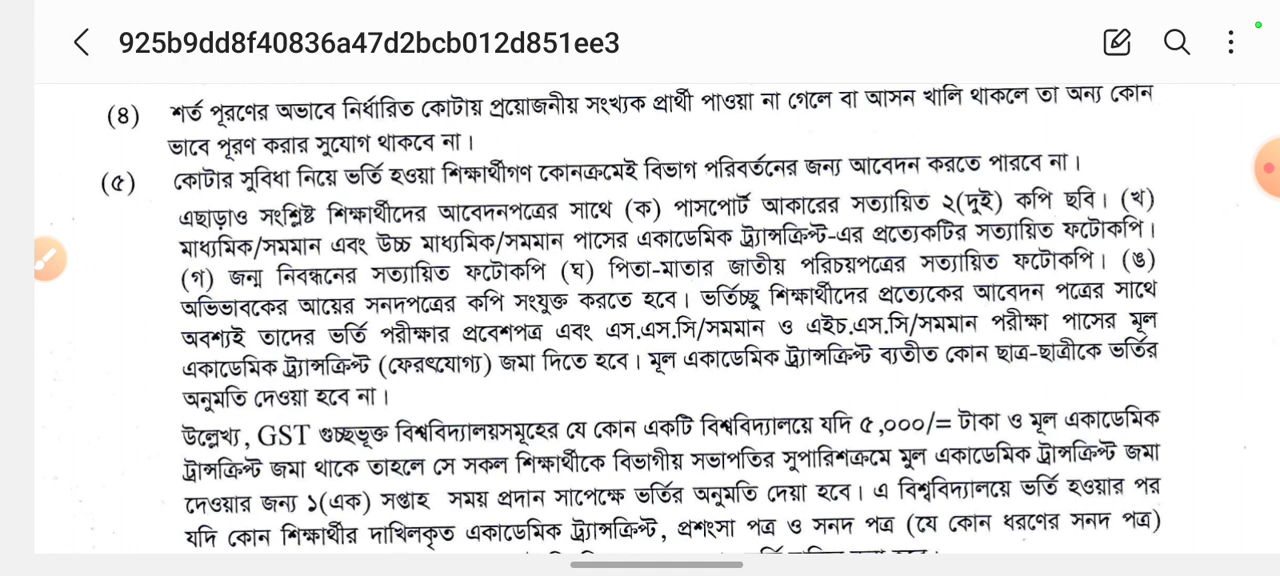 925b9dd8f40836a47d2bcb012d851ee3
(৪) শর্ত পূরণের অভাবে নির্ধারিত কোটায় প্রয়োজনীয় সংখ্যক প্রার্থী পাওয়া না গেলে বা আসন খালি থাকলে তা অন্য কোন
ভাবে পূরণ করার সুযোগ থাকবে না।
(৫) কোটার সুবিধা নিয়ে ভর্তি হওয়া শিক্ষার্থীগণ কোনক্রমেই বিভাগ পরিবর্তনের জন্য আবেদন করতে পারবে না।
এছাড়াও সংশ্লিষ্ট শিক্ষার্থীদের আবেদনপত্রের সাথে (ক) পাসপোর্ট আকারের সত্যায়িত ২(দুই) কপি ছবি। (খ)
মাধ্যমিক/সমমান এবং উচ্চ মাধ্যমিক/সমমান পাসের একাডেমিক ট্র্যান্সক্রিপ্ট-এর প্রত্যেকটির সত্যায়িত ফটোকপি।
(গ) জন্ম নিবন্ধনের সত্যায়িত ফটোকপি (ঘ) পিতা-মাতার জাতীয় পরিচয়পত্রের সত্যায়িত ফটোকপি। (ঙ)
অভিভাবকের আয়ের সনদপত্রের কপি সংযুক্ত করতে হবে। ভর্তিচ্ছু শিক্ষার্থীদের প্রত্যেকের আবেদন পত্রের সাথে
অবশ্যই তাদের ভর্তি পরীক্ষার প্রবেশপত্র এবং এস.এস.সি/সমমান ও এইচ.এস.সি/সমমান পরীক্ষা পাসের মূল
একাডেমিক ট্র্যান্সক্রিপ্ট (ফেরৎযোগ্য) জমা দিতে হবে। মূল একাডেমিক ট্র্যান্সক্রিপ্ট ব্যতীত কোন ছাত্র-ছাত্রীকে ভর্তির
অনুমতি দেওয়া হবে না।
উল্লেখ্য, GST গুচ্ছভূক্ত বিশ্ববিদ্যালয়সমূহের যে কোন একটি বিশ্ববিদ্যালয়ে যদি ৫,০০০/= টাকা ও মূল একাডেমিক
ট্রান্সক্রিপ্ট জমা থাকে তাহলে সে সকল শিক্ষার্থীকে বিভাগীয় সভাপতির সুপারিশক্রমে মুল একাডেমিক ট্রান্সক্রিপ্ট জমা
দেওয়ার জন্য ১(এক) সপ্তাহ সময় প্রদান সাপেক্ষে ভর্তির অনুমতি দেয়া হবে। এ বিশ্ববিদ্যালয়ে ভর্তি হওয়ার পর
যদি কোন শিক্ষার্থীর দাখিলকৃত একাডেমিক ট্র্যান্সক্রিপ্ট, প্রশংসা পত্র ও সনদ পত্র (যে কোন ধরণের সনদ পত্র)